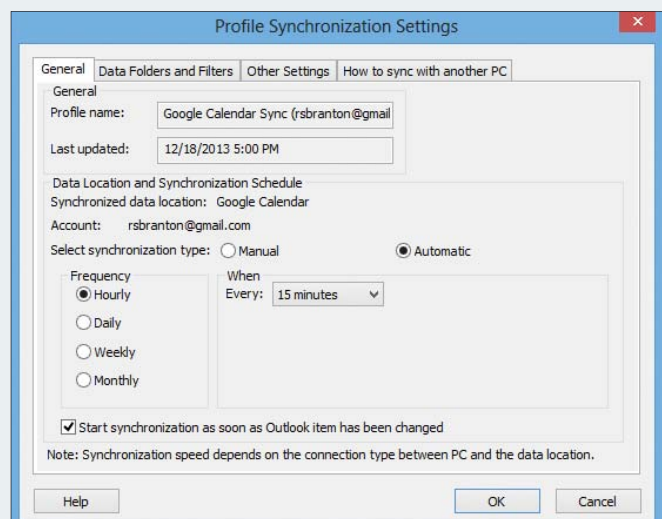 Profile Synchronization Settings
General Data Folders and Filters Other Settings How to sync with another PC
General
Profile name: Google Calendar Sync (rsbranton@gmail
Last updated: 12/18/2013 5:00 PM
Data Location and Synchronization Schedule
Synchronized data location: Google Calendar
Account: rsbranton@gmail.com
Select synchronization type: Manual Automatic
Frequency When
Hourly Every: 15 minutes
Daily
Weekly
Monthly
Start synchronization as soon as Outlook item has been changed
Note: Synchronization speed depends on the connection type between PC and the data location.
Help OK Cancel